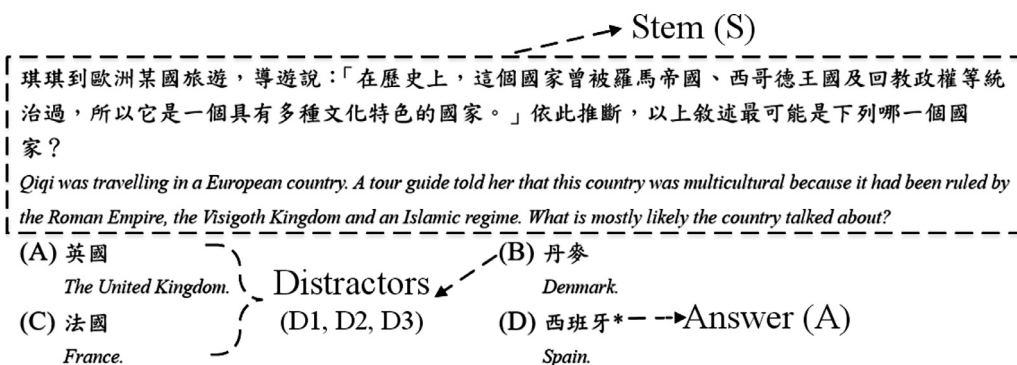 Stem (S)
琪琪到歐洲某國旅遊，導遊說：「在歷史上，這個國家曾被羅馬帝國、西哥德王國及回教政權等統
治過，所以它是一個具有多種文化特色的國家。」依此推斷，以上敘述最可能是下列哪一個國
家？
Qiqi was travelling in a European country. A tour guide told her that this country was multicultural because it had been ruled by
the Roman Empire, the Visigoth Kingdom and an Islamic regime. What is mostly likely the country talked about?
(A) 英國
The United Kingdom.
(B) 丹麥
Denmark.
Distractors
(D1, D2, D3)
(C) 法國
France.
(D) 西班牙*
Spain.
Answer (A)